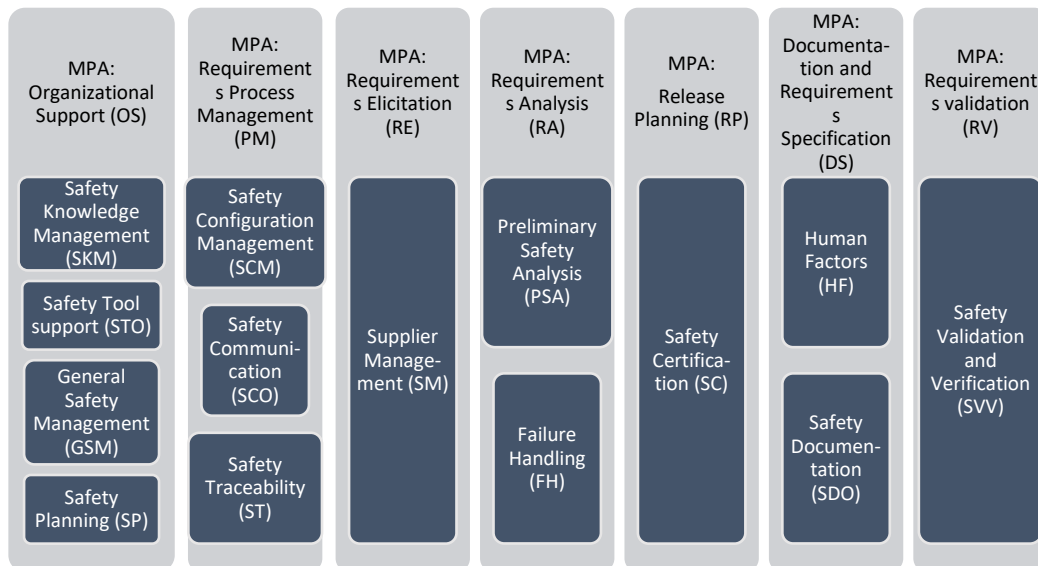 MPA:
Organizational
Support (OS)
Safety
Knowledge
Management
(SKM)
Safety Tool
support (STO)
General
Safety
Management
(GSM)
Safety
Planning (SP)
MPA:
Requirement
s Process
Management
(PM)
Safety
Configuration
Management
(SCM)
Safety
Communi-
cation
(SCO)
Safety
Traceability
(ST)
MPA:
Requirement
s Elicitation
(RE)
Supplier
Manage-
ment (SM)
MPA:
Requirement
s Analysis
(RA)
Preliminary
Safety
Analysis
(PSA)
Failure
Handling
(FH)
MPA:
Release
Planning (RP)
Safety
Certifica-
tion (SC)
MPA:
Documenta-
tion and
Requirement
s
Specification
(DS)
Human
Factors
(HF)
Safety
Documen-
tation
(SDO)
MPA:
Requirement
s validation
(RV)
Safety
Validation
and
Verification
(SVV)